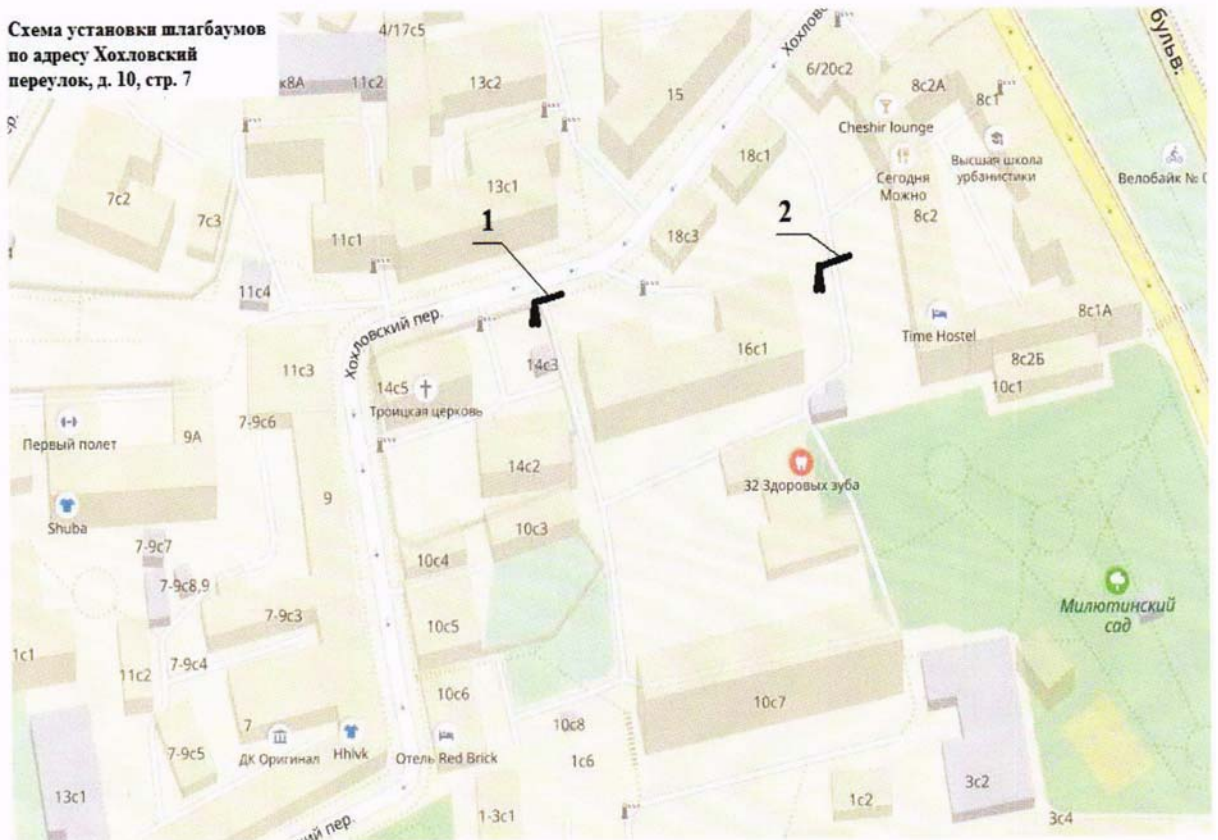 Схема установки шлагбаумов
по адресу Хохловский
переулок, д. 10, стр. 7
4/17с5
Хохловс
бульв.
к8А
11с2
13с2
15
6/20с2
8с2А
8с1
Cheshir lounge
18с1
Высшая школа
урбанистики
Велобайк № 0
Сегодня
Можно
7с2
7с3
13с1
1
2
8с2
11с1
18с3
11с4
Хохловский пер.
8с1А
Time Hostel
16с1
8с2Б
10с1
11с3
14с3
14с5
Троицкая церковь
7-9с6
9А
Первый полет
14с2
32 Здоровых зуба
9
Shuba
10с3
7-9с7
10с4
7-9с8,9
Милютинский
сад
7-9с3
10с5
1с1
11с2
7-9с4
10с6
10с7
7
10с8
7-9с5
ДК Оригинал
Hhlvk
Отель Red Brick
1с6
13с1
3с2
1с2
1-3с1
3с4
ий пер.